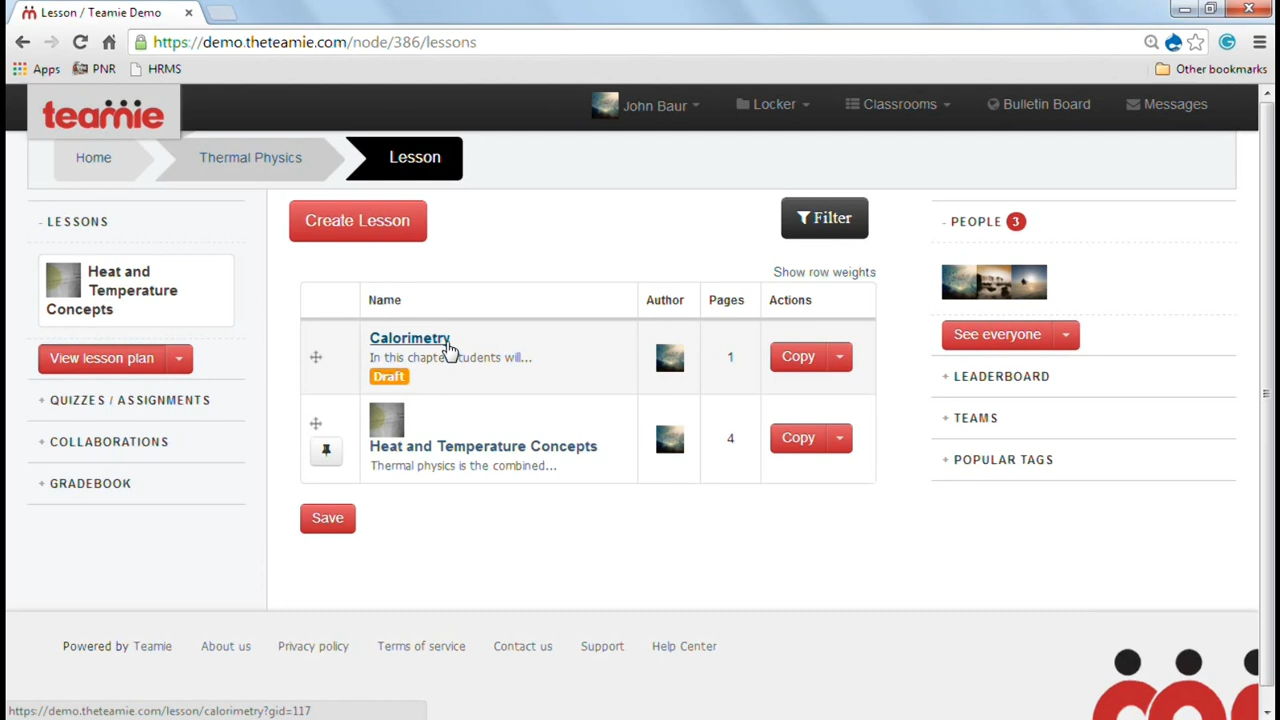 Lesson / Teamie Demo
https://demo.theteamie.com/node/386/lessons
Apps PNR HRMS Other bookmarks
teamie
John Baur Locker Classrooms Bulletin Board Messages
Home Thermal Physics Lesson
- LESSONS
Heat and
Temperature
Concepts
View lesson plan
+ QUIZZES / ASSIGNMENTS
+ COLLABORATIONS
+ GRADEBOOK
Create Lesson
Filter
Show row weights
Name Author Pages Actions
Calorimetry
In this chapter students will...
1 Copy
Draft
Heat and Temperature Concepts
Thermal physics is the combined...
4 Copy
Save
- PEOPLE 3
See everyone
+ LEADERBOARD
+ TEAMS
+ POPULAR TAGS
Powered by Teamie About us Privacy policy Terms of service Contact us Support Help Center
https://demo.theteamie.com/lesson/calorimetry?gid=117